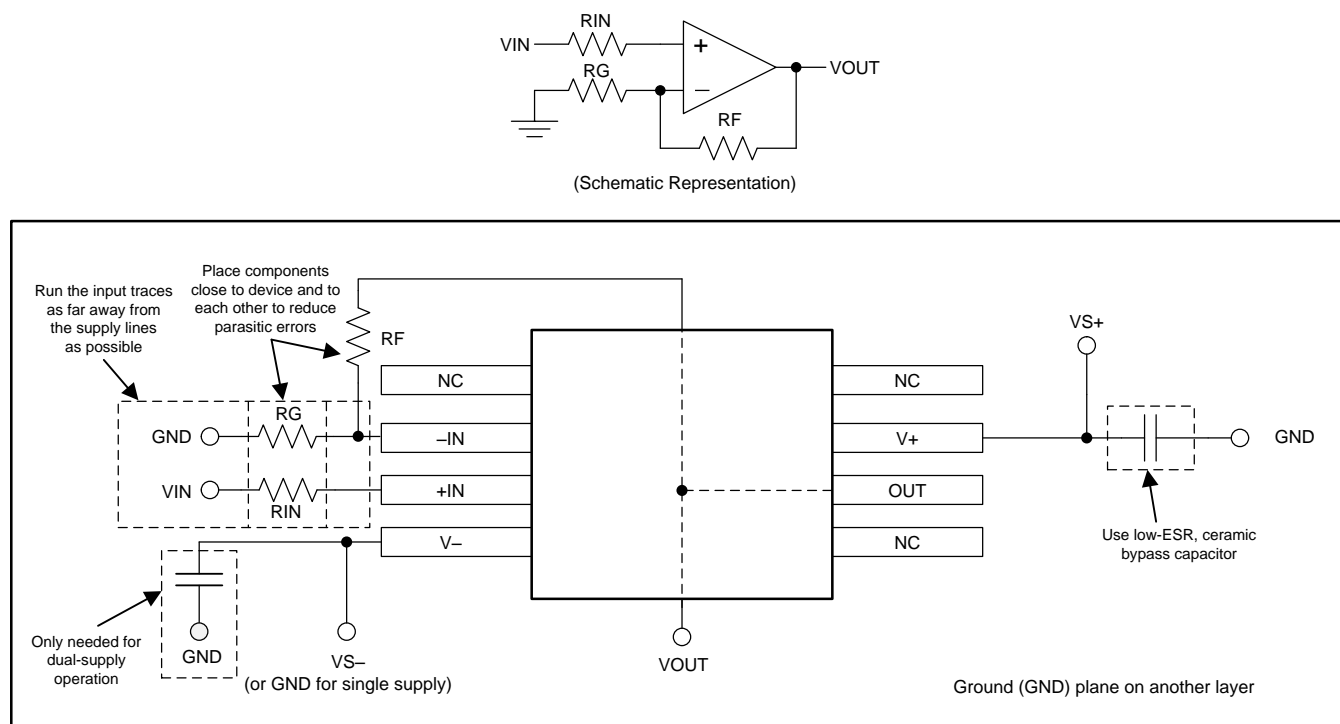 RIN
VIN
+
VOUT
RG
–
RF
(Schematic Representation)
Place components
close to device and to
each other to reduce
parasitic errors
Run the input traces
as far away from
the supply lines
as possible
VS+
RF
NC
NC
RG
GND
–IN
V+
GND
VIN
+IN
OUT
RIN
Use low-ESR, ceramic
bypass capacitor
V–
NC
Only needed for
dual-supply
operation
GND
VS–
(or GND for single supply)
VOUT
Ground (GND) plane on another layer